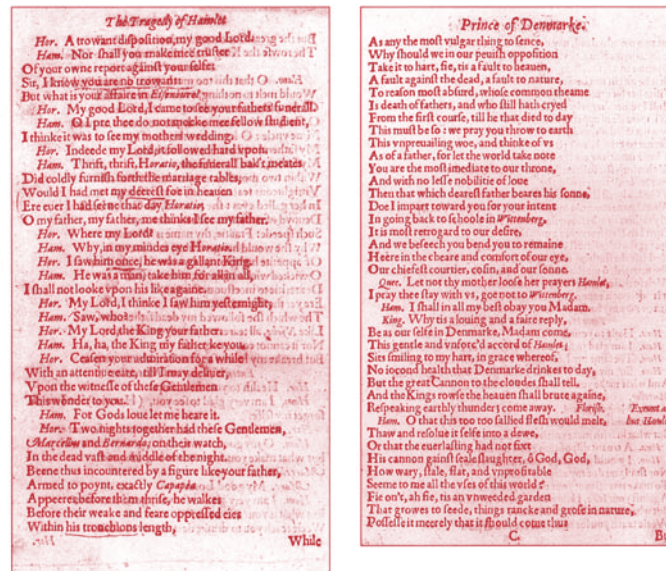 The Tragedy of Hamlet
Hor. A trowant disposition, my good Lord.
Ham. Nor shall you make mine truster
Of your owne report against your selfe.
Sir, I know you are no trowant:
But what is your affaire in Elsenowre?
Hor. My good Lord, I came to see your fathers funerall.
Ham. O I pre thee do not mocke mee fellow student,
I thinke it was to see my mothers wedding.
Hor. Indeede my Lord, it followed hard vpon.
Ham. Thrift, thrift, Horatio, the funerall bak't meates
Did coldly furnish forth the marriage tables,
Would I had met my deerest foe in heauen
Ere euer I had seene that day Horatio,
O my father, my father, me thinks I see my father.
Hor. Where my Lord?
Ham. Why, in my mindes eye Horatio,
Hor. I saw him once, he was a gallant King.
Ham. He was a man, take him for all in all,
I shall not looke vpon his like againe.
Hor. My Lord, I thinke I saw him yesternight,
Ham. Saw, who?
Hor. My Lord, the King your father.
Ham. Ha, ha, the King my father ke you.
Hor. Ceasen your admiration for a while
With an attentiue eare, till I may deliuer,
Vpon the witnesse of these Gentlemen
This wonder to you.
Ham. For Gods loue let me heare it.
Hor. Two nights together had these Gentlemen,
Marcellus and Bernardo, on their watch,
In the dead vast and middle of the night.
Beene thus incountered by a figure like your father,
Armed to poynt, exactly Capapea
Appeeres before them thrise, he walkes
Before their weake and feare oppressed eies
Within his tronchions length,
While
Prince of Denmarke.
As any the most vulgar thing to sence,
Why should we in our peuish opposition
Take it to hart, fie, tis a fault to heauen,
A fault against the dead, a fault to nature,
To reason most absurd, whose common theame
Is death of fathers, and who still hath cryed
From the first course, till he that died to day
This must be so: we pray you throw to earth
This vnpreuailing woe, and thinke of vs
As of a father, for let the world take note
You are the most imediate to our throne,
And with no lesse nobilitie of loue
Then that which dearest father beares his sonne,
Doe I impart toward you for your intent
In going back to schoole in Wittenberg,
It is most retrogard to our desire,
And we beseech you bend you to remaine
Heere in the cheare and comfort of our eye,
Our chiefest courtier, cosin, and our sonne.
Quee. Let not thy mother loose her prayers Hamlet,
I pray thee stay with vs, goe not to Wittenberg.
Ham. I shall in all my best obay you Madam.
King. Why tis a louing and a faire reply,
Be as our selfe in Denmarke, Madam come,
This gentle and vnforc'd accord of Hamlet;
Sits smiling to my hart, in grace whereof,
No iocond health that Denmarke drinkes to day,
But the great Cannon to the cloudes shall tell.
And the Kings rowse the heauen shall brute againe,
Respeaking earthly thunder; come away. Florish. Exeunt a
Ham. O that this too too sallied flesh would melt, but Hamle
Thaw and resolue it selfe into a dewe,
Or that the euerlasting had not fixt
His cannon gainst seale slaughter, ô God, God,
How wary, stale, flat, and vnprofitable
Seeme to me all the vses of this world?
Fie on't, ah fie, tis an vnweeded garden
That growes to seede, things rancke and grose in nature,
Possesse it meerely that it should come thus
C. Bu